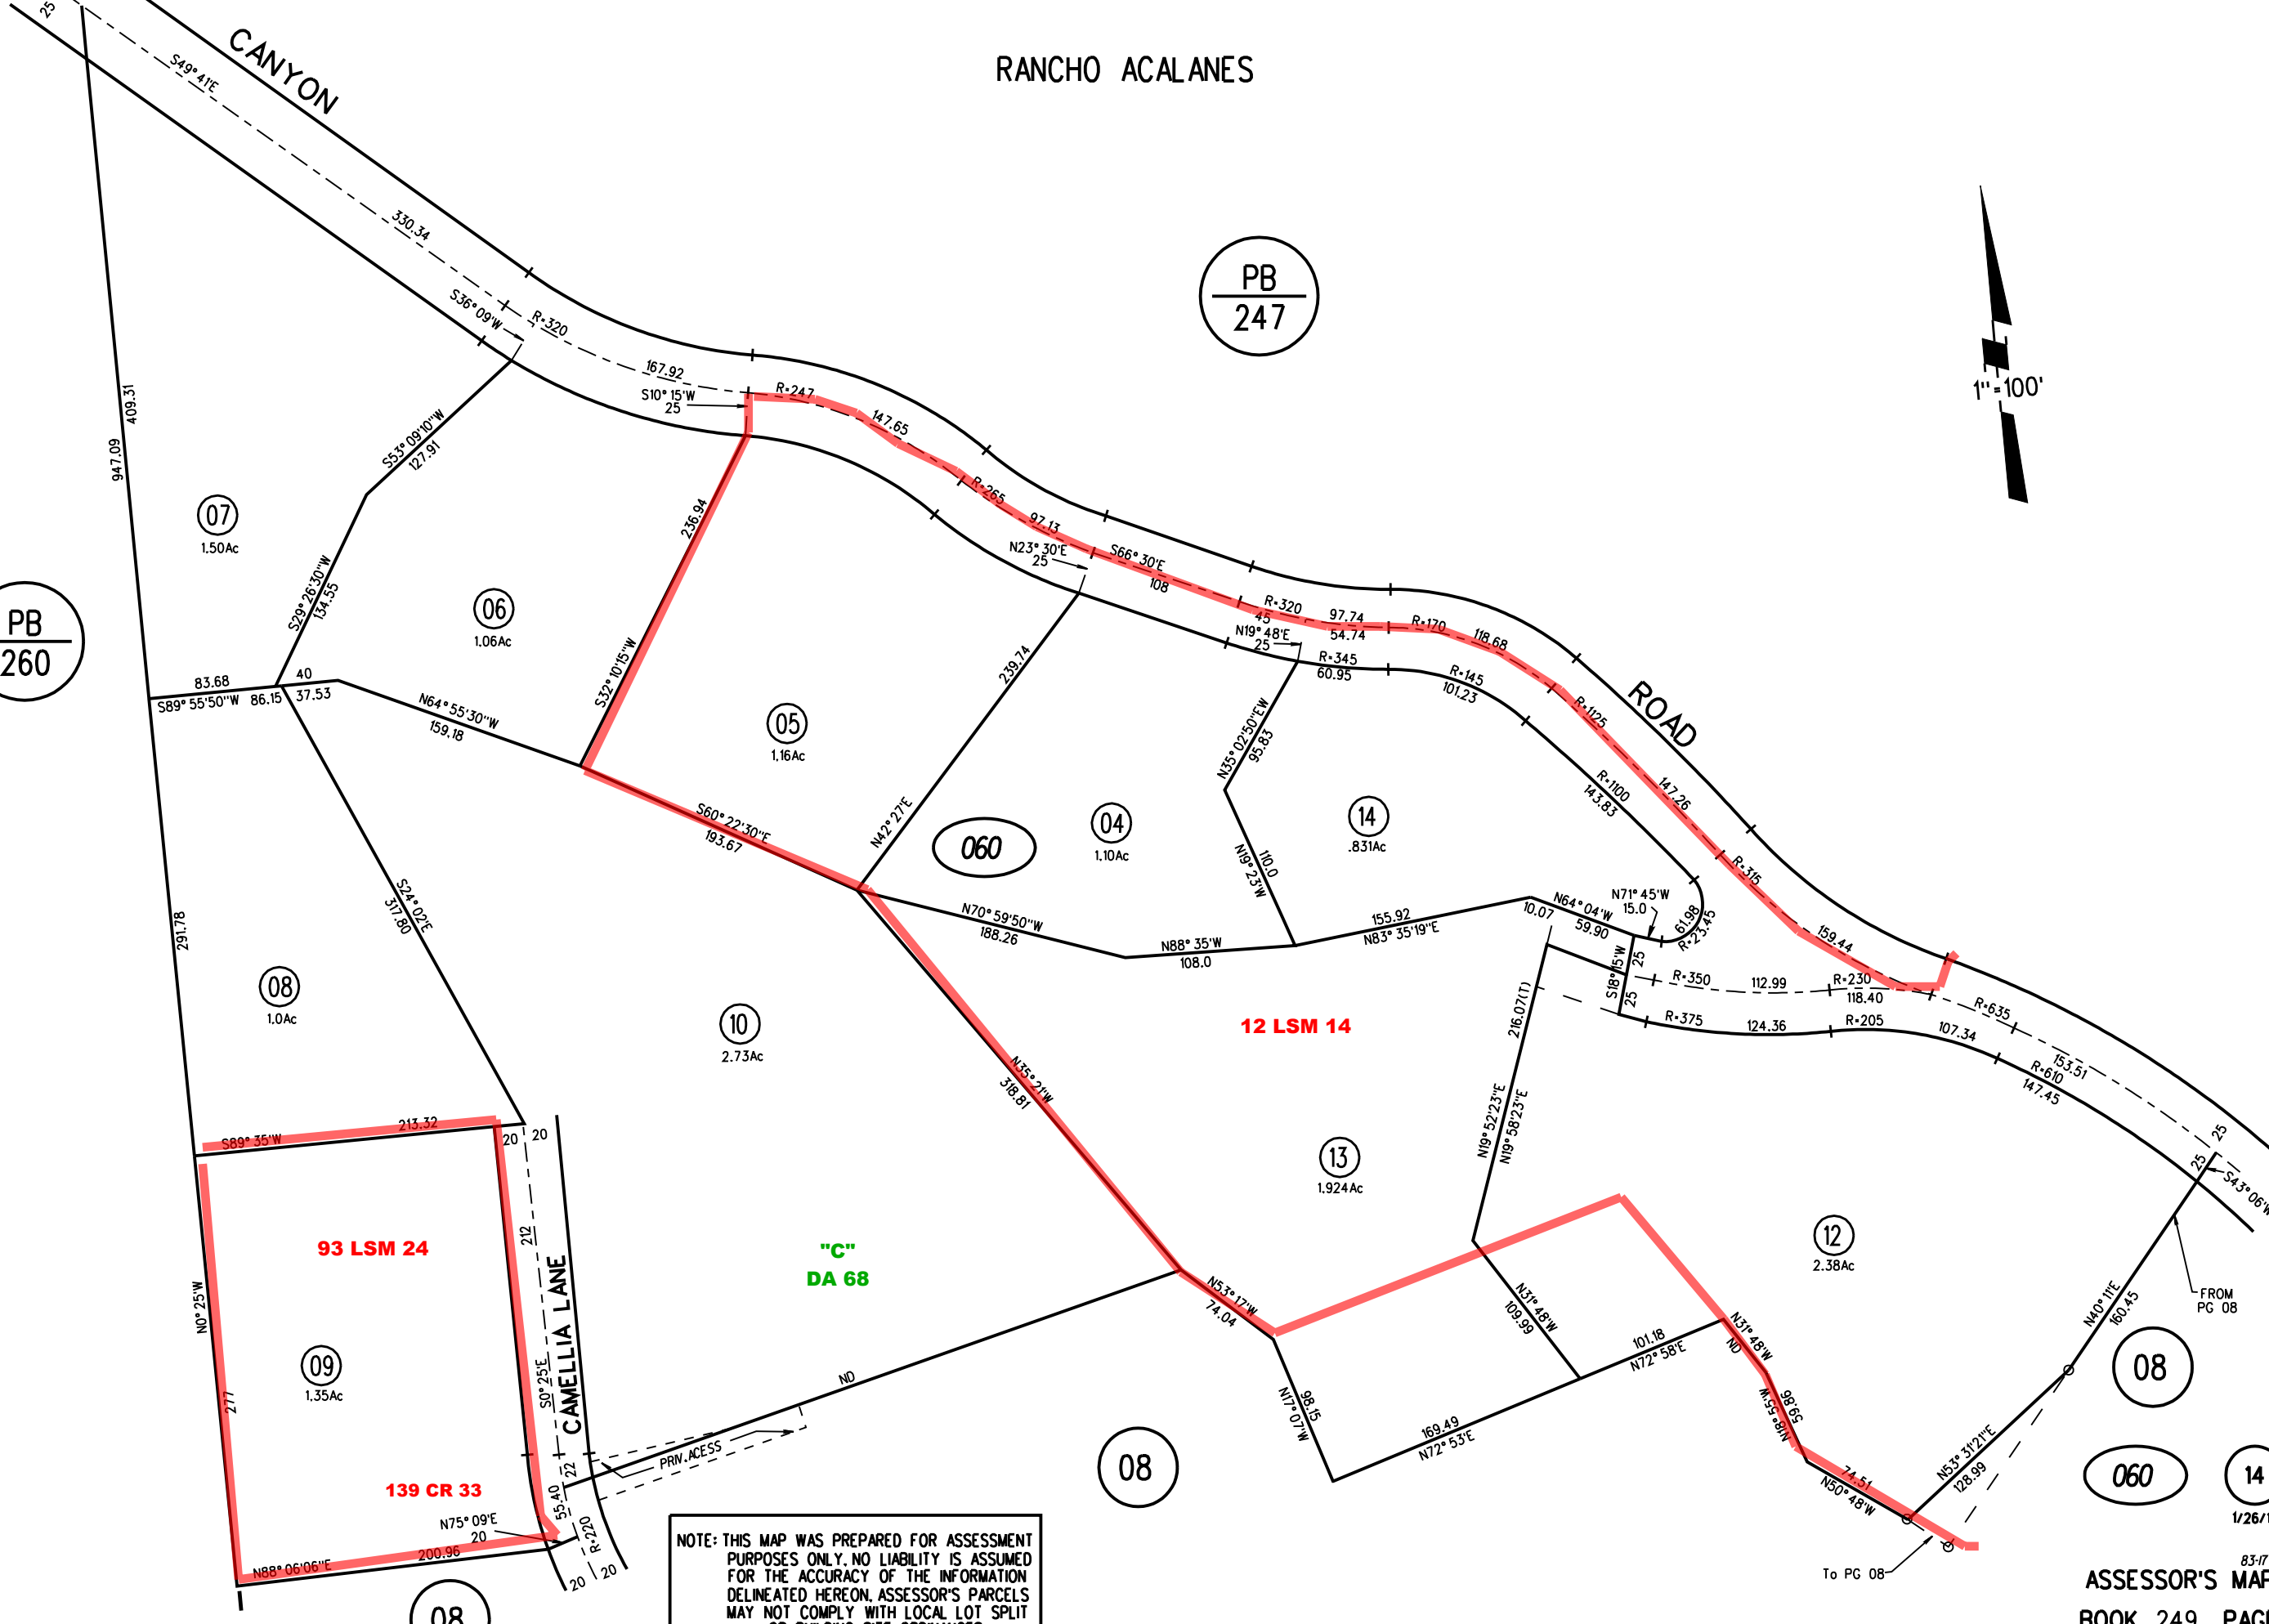 RANCHO ACALANES
CANYON
ROAD
25
S49°41'E
330.34
S36°09'W
R=320
167.92
S10°15'W
25
R=247
147.65
R=265
97.13
N23°30'E
25
S66°30'E
108
R=320
45
97.74
54.74
N19°48'E
25
R=345
60.95
R=170
118.68
R=145
101.23
R=1125
147.26
R=1100
143.83
R=315
159.44
PB
247
1"=100'
PB
260
409.31
947.09
S53°09'10"W
127.91
07
1.50Ac
S29°26'30"W
134.55
06
1.06Ac
236.94
S32°10'15"W
83.68
40
S89°55'50"W 86.15 37.53
N64°55'30"W
159.18
05
1.16Ac
239.74
N42°27'E
S60°22'30"E
193.67
060
04
1.10Ac
N35°02'50"EW
95.83
110.0
N19°23'W
14
.831Ac
N70°59'50"W
188.26
N88°35'W
108.0
155.92
N83°35'19"E
10.07
N64°04'W
59.90
N71°45'W
15.0
61.98
R=23.45
S18°15'W
25
25
R=350
112.99
R=230
118.40
R=375
124.36
R=205
107.34
R=635
153.51
R=610
147.45
25
25
S43°06'W
FROM
PG 08
N40°11'E
160.45
291.78
S24°02'E
317.80
08
1.0Ac
10
2.73Ac
N35°21'W
318.81
12 LSM 14
216.07(T)
N19°52'23"E
N19°58'23"E
13
1.924Ac
12
2.38Ac
213.32
S89°35'W
20
20
212
93 LSM 24
"C"
DA 68
N0°25'W
277
09
1.35Ac
S0°25'E
CAMELLIA LANE
139 CR 33
N75°09'E
20
200.96
N88°06'06"E
22
55.40
R=220
20
20
PRIV.ACESS
ND
N53°17'W
74.04
98.15
N17°07'W
169.49
N72°53'E
N31°48'W
109.99
101.18
N72°58'E
N31°48'W
ND
59.86
N18°55'W
74.51
N50°48'W
N53°31'21"E
128.99
To PG 08
08
08
08
060
14
1/26/1
83-17
ASSESSOR'S MAP
BOOK 249 PAGE
NOTE: THIS MAP WAS PREPARED FOR ASSESSMENT
PURPOSES ONLY. NO LIABILITY IS ASSUMED
FOR THE ACCURACY OF THE INFORMATION
DELINEATED HEREON. ASSESSOR'S PARCELS
MAY NOT COMPLY WITH LOCAL LOT SPLIT